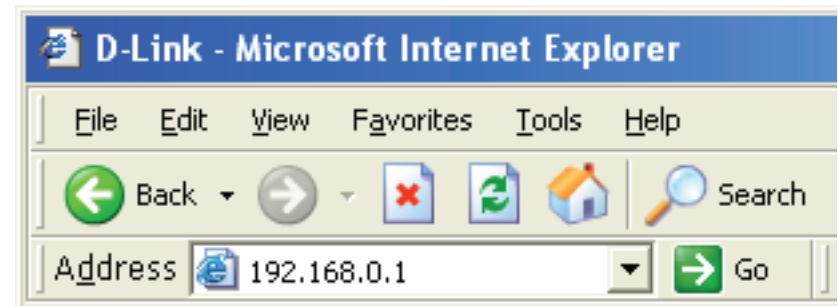 D-Link - Microsoft Internet Explorer
File Edit View Favorites Tools Help
Back Search
Address 192.168.0.1 Go